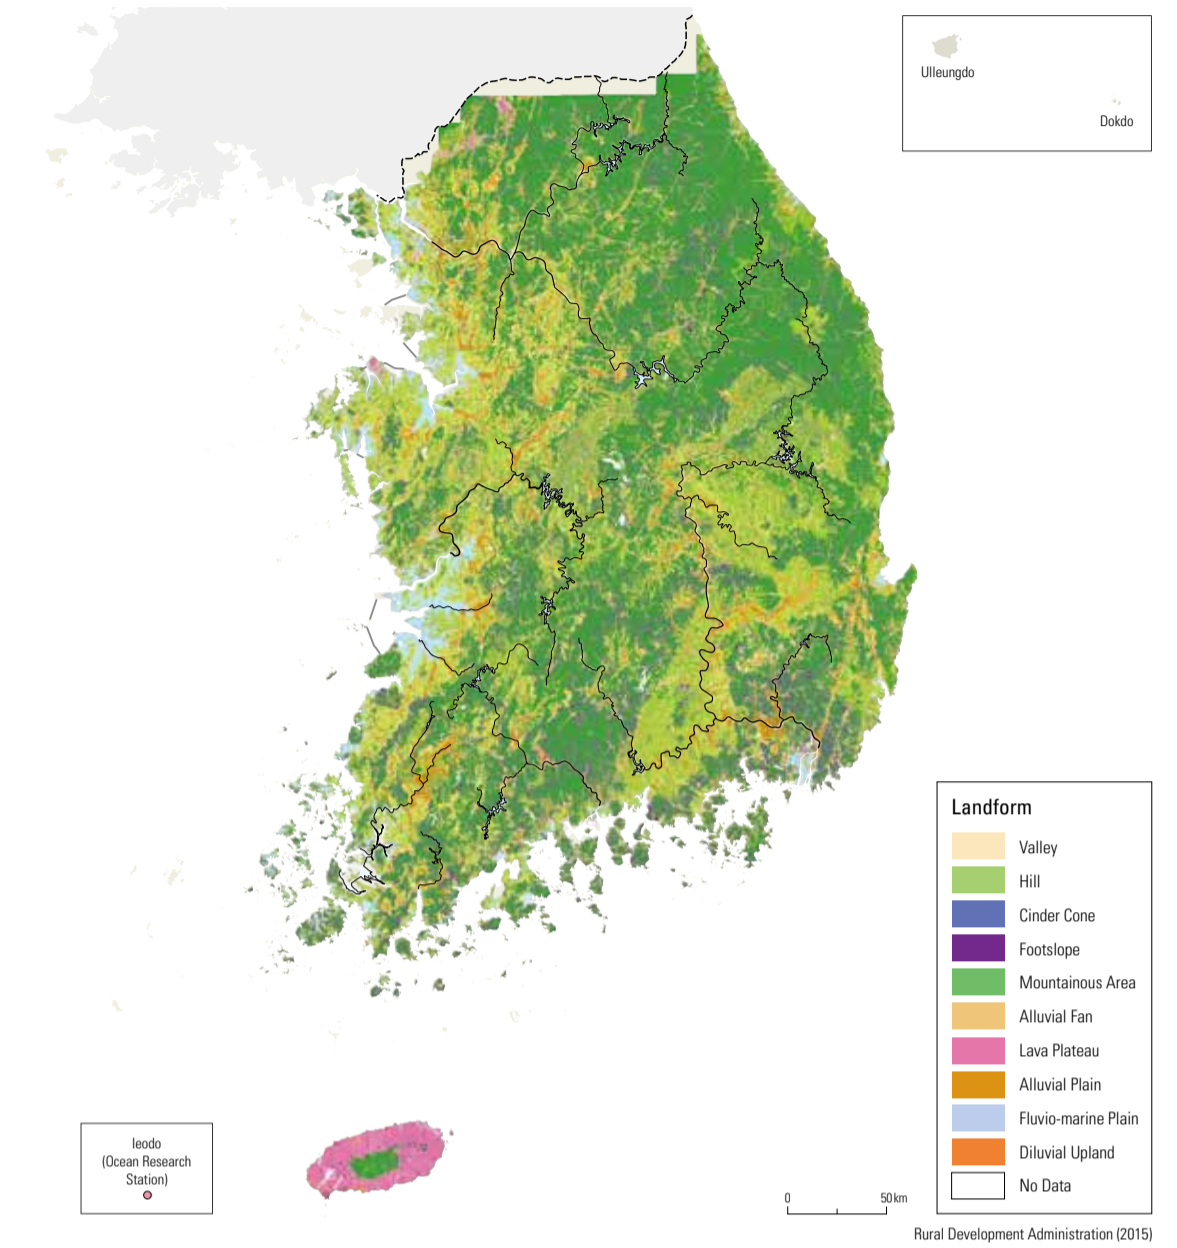 Ulleungdo
Dokdo
Landform
Valley
Hill
Cinder Cone
Footslope
Mountainous Area
Alluvial Fan
Lava Plateau
Alluvial Plain
Fluvio-marine Plain
Diluvial Upland
No Data
Ieodo
(Ocean Research
Station)
0 50 km
Rural Development Administration (2015)